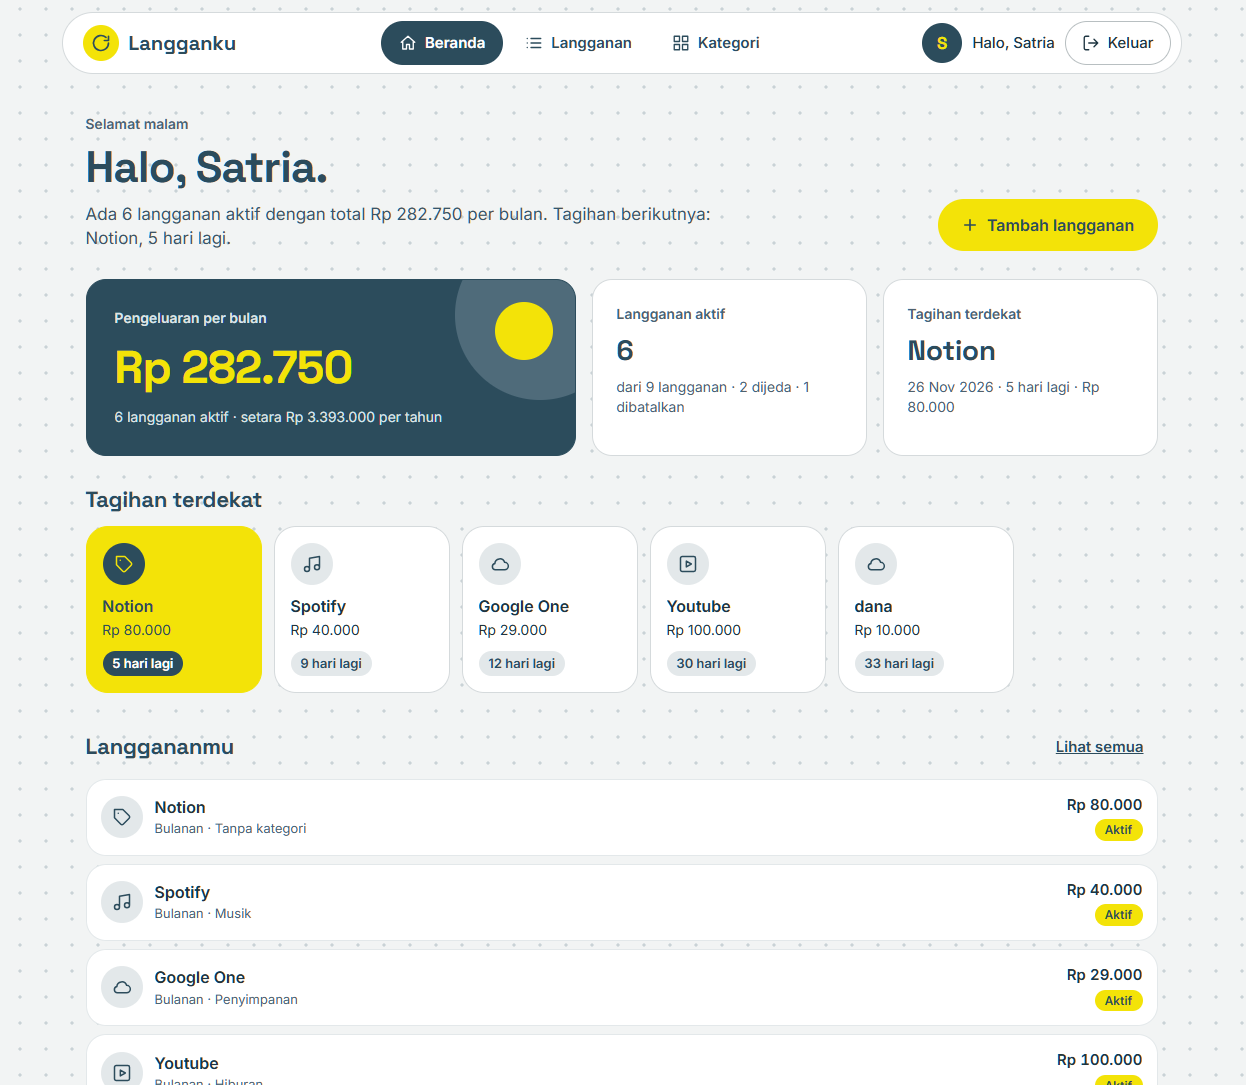 Langganku
Beranda
Langganan
Kategori
S
Halo, Satria
Keluar
Selamat malam
Halo, Satria.
Ada 6 langganan aktif dengan total Rp 282.750 per bulan. Tagihan berikutnya:
Notion, 5 hari lagi.
+ Tambah langganan
Pengeluaran per bulan
Rp 282.750
6 langganan aktif · setara Rp 3.393.000 per tahun
Langganan aktif
6
dari 9 langganan · 2 dijeda · 1
dibatalkan
Tagihan terdekat
Notion
26 Nov 2026 · 5 hari lagi · Rp
80.000
Tagihan terdekat
Notion
Rp 80.000
5 hari lagi
Spotify
Rp 40.000
9 hari lagi
Google One
Rp 29.000
12 hari lagi
Youtube
Rp 100.000
30 hari lagi
dana
Rp 10.000
33 hari lagi
Langgananmu
Lihat semua
Notion
Bulanan · Tanpa kategori
Rp 80.000
Aktif
Spotify
Bulanan · Musik
Rp 40.000
Aktif
Google One
Bulanan · Penyimpanan
Rp 29.000
Aktif
Youtube
Bulanan · Hiburan
Rp 100.000
Aktif